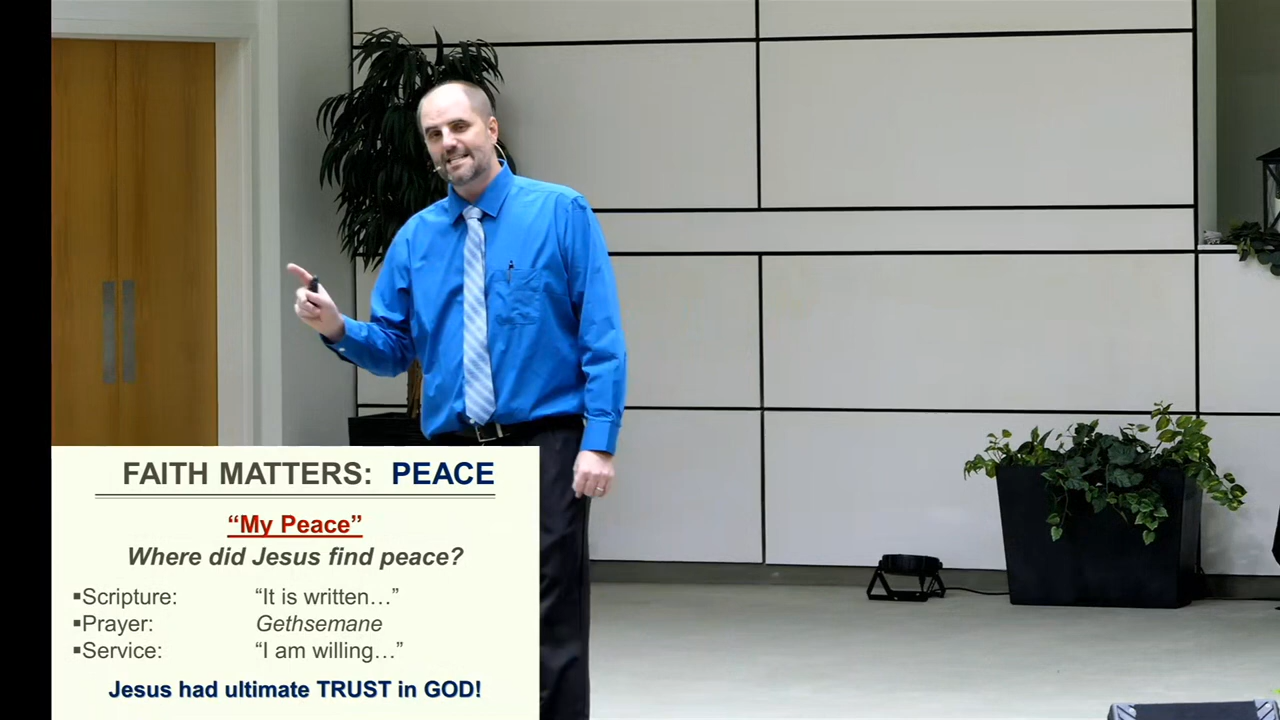 FAITH MATTERS: PEACE
“My Peace”
Where did Jesus find peace?
▪Scripture: “It is written…”
▪Prayer: Gethsemane
▪Service: “I am willing…”
Jesus had ultimate TRUST in GOD!